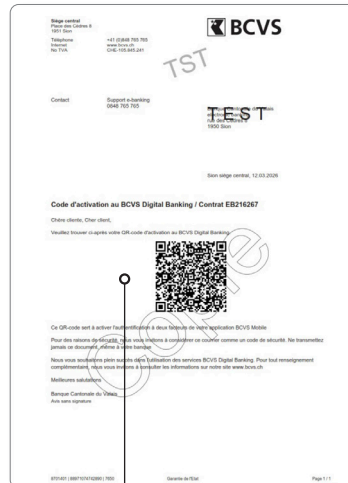 Siège central
Place des Cèdres 8
1951 Sion
Téléphone +41 (0)848 765 765
Internet www.bcvs.ch
No TVA CHE-105.845.241
BCVS
TST
Contact Support e-banking
0848 765 765
TEST
rue des Cèdres 8
1950 Sion
Sion siège central, 12.03.2026
Code d'activation au BCVS Digital Banking / Contrat EB216267
Chère cliente, Cher client,
Veuillez trouver ci-après votre QR-code d'activation au BCVS Digital Banking
Copie
Ce QR-code sert à activer l'authentification à deux facteurs de votre application BCVS Mobile
Pour des raisons de sécurité, nous vous invitons à considérer ce courrier comme un code de sécurité. Ne transmettez
jamais ce document, même à votre banque.
Nous vous souhaitons plein succès dans l'utilisation des services BCVS Digital Banking. Pour tout renseignement
complémentaire, nous vous invitons à consulter les informations sur notre site www.bcvs.ch
Meilleures salutations
Banque Cantonale du Valais
Avis sans signature
Garantie de l'Etat
Page 1 / 1